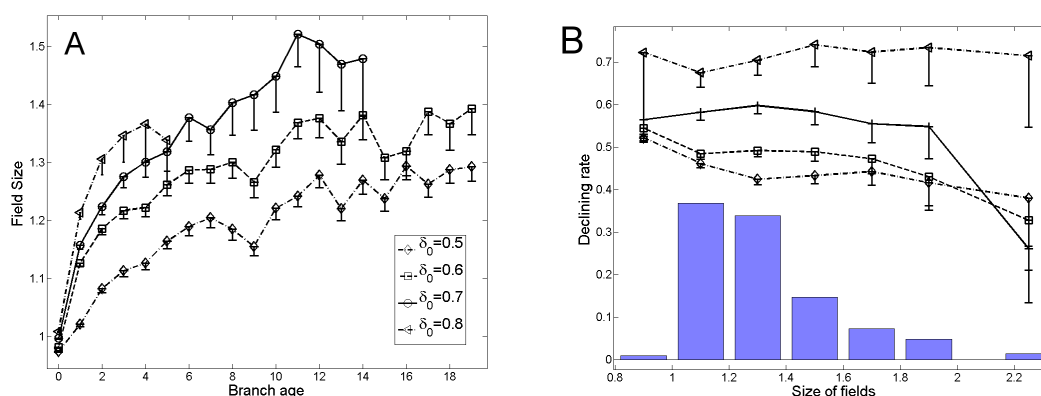 A
Field Size
1.5
1.4
1.3
1.2
1.1
1
0 2 4 6 8 10 12 14 16 18
Branch age
δ0=0.5
δ0=0.6
δ0=0.7
δ0=0.8
B
Declining rate
0.7
0.6
0.5
0.4
0.3
0.2
0.1
0
0.8 1 1.2 1.4 1.6 1.8 2 2.2
Size of fields